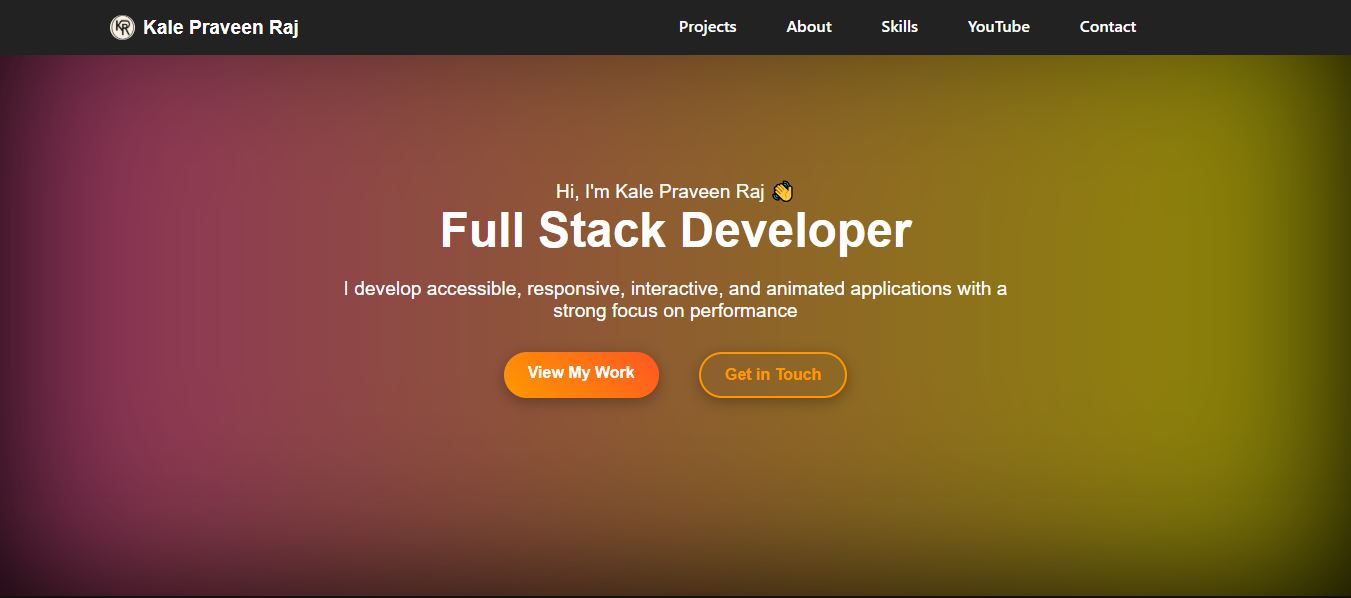 KR Kale Praveen Raj
Projects About Skills YouTube Contact
Hi, I'm Kale Praveen Raj 👋
Full Stack Developer
I develop accessible, responsive, interactive, and animated applications with a
strong focus on performance
View My Work
Get in Touch